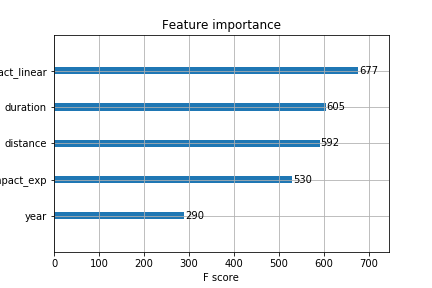 Feature importance
act_linear
677
duration
605
distance
592
pact_exp
530
year
290
0 100 200 300 400 500 600 700
F score